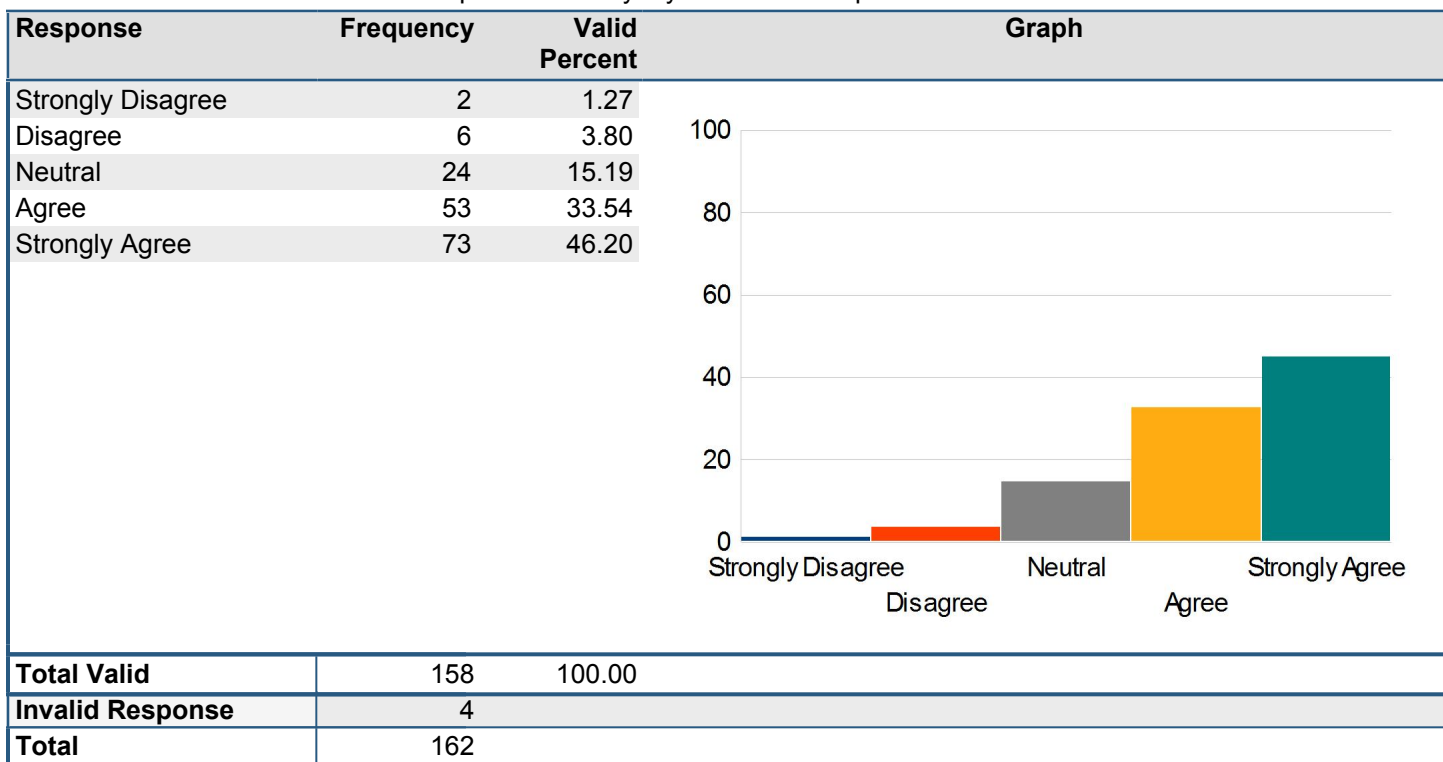 Response Frequency Valid Percent Graph
Strongly Disagree 2 1.27
Disagree 6 3.80
Neutral 24 15.19
Agree 53 33.54
Strongly Agree 73 46.20
100
80
60
40
20
0
Strongly Disagree Neutral Strongly Agree
Disagree Agree
Total Valid 158 100.00
Invalid Response 4
Total 162